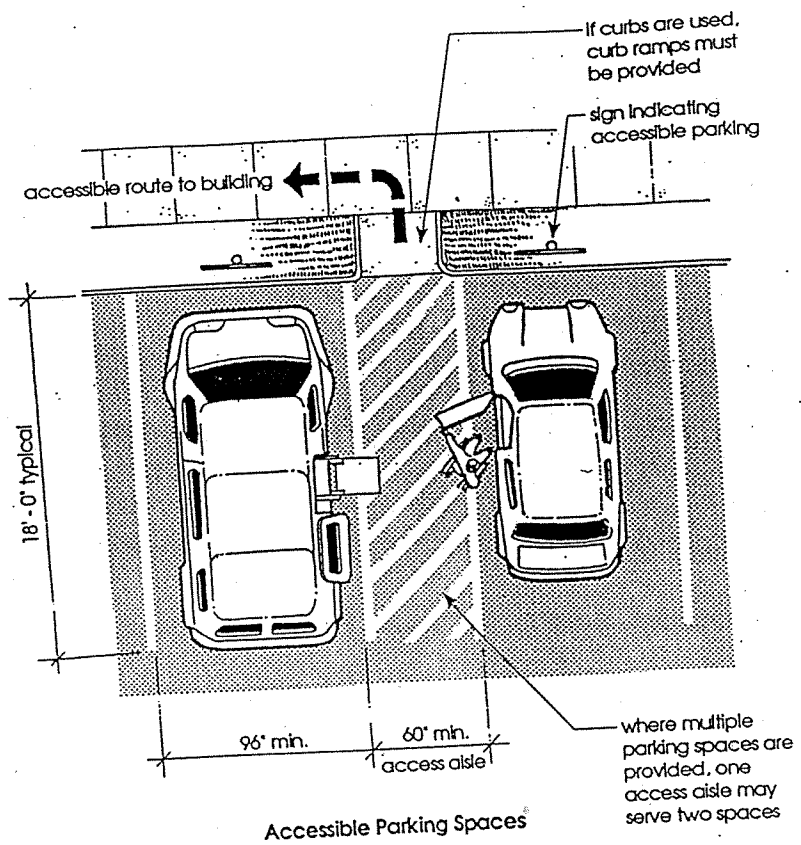 If curbs are used,
curb ramps must
be provided
sign indicating
accessible parking
accessible route to building
18' - 0" typical
96" min.
60" min.
access aisle
where multiple
parking spaces are
provided, one
access aisle may
serve two spaces
Accessible Parking Spaces